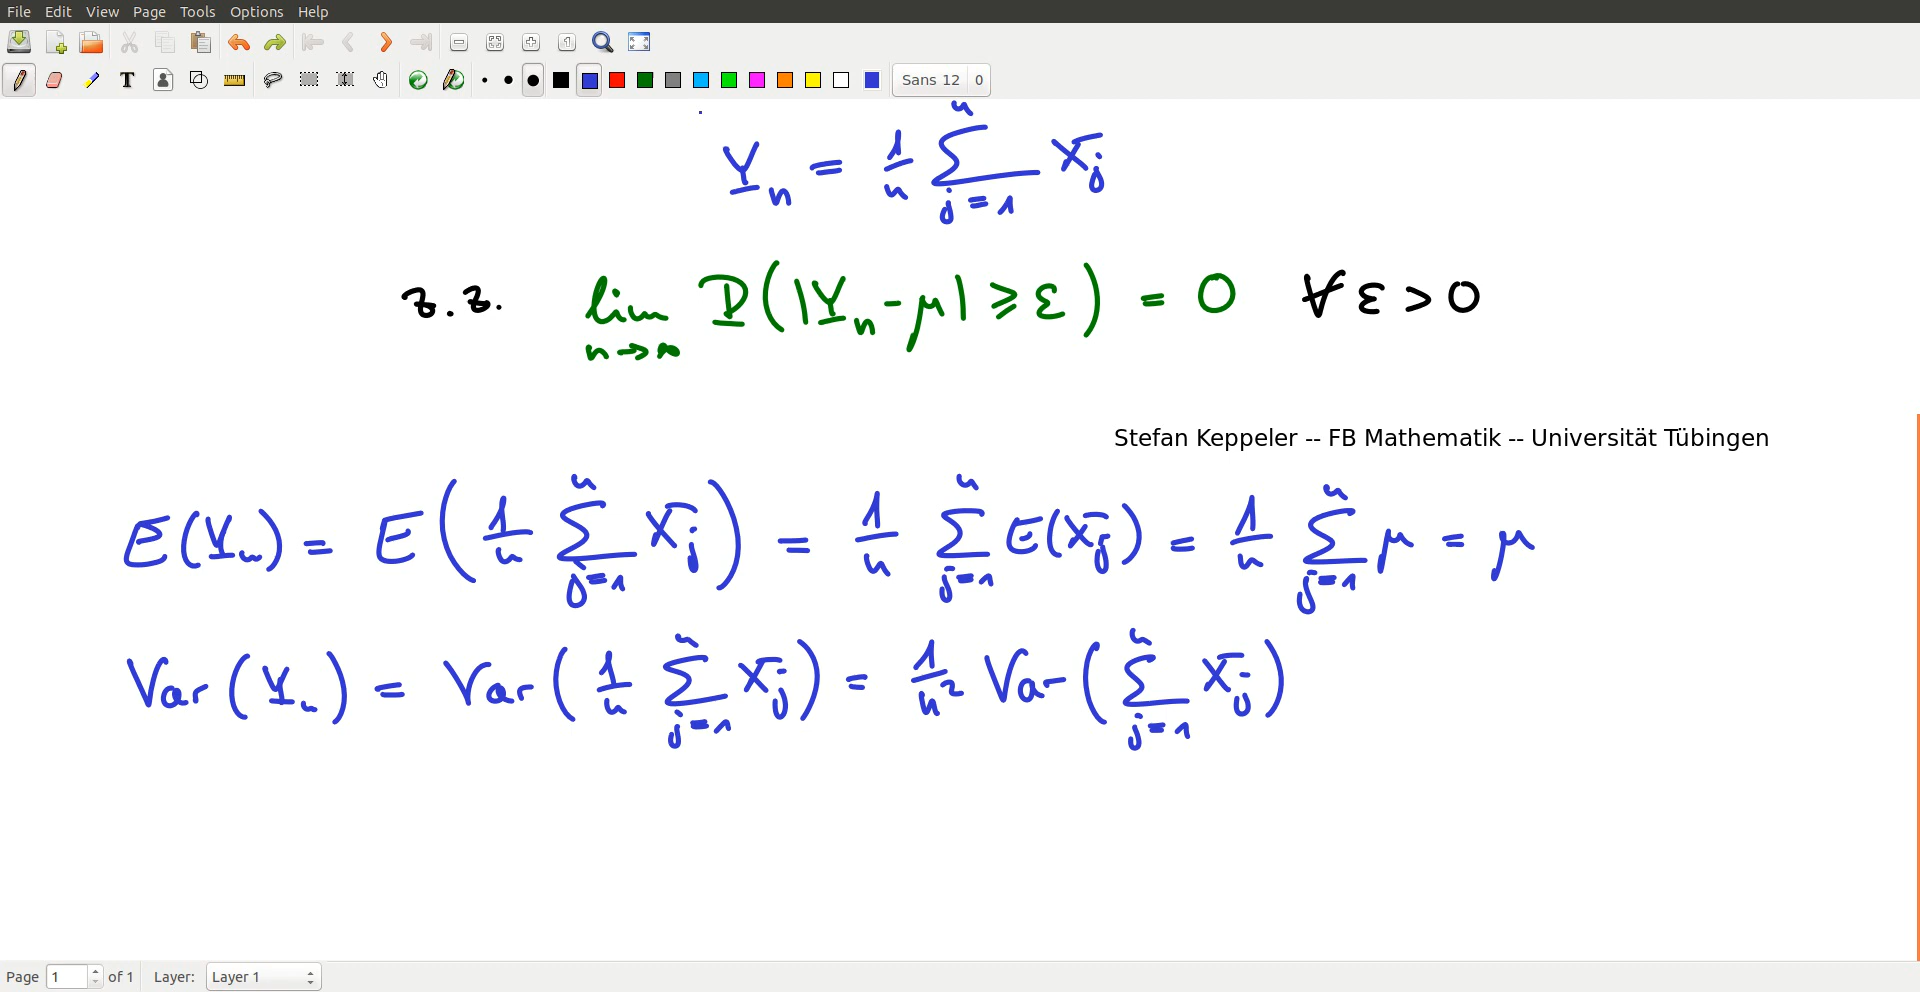 File Edit View Page Tools Options Help
Sans 12 0
Y_n = 1/n ∑_{j=1}^n X_j
z.z. lim_{n→∞} P(|Y_n - μ| ⩾ ε) = 0 ∀ ε > 0
Stefan Keppeler -- FB Mathematik -- Universität Tübingen
E(Y_n) = E(1/n ∑_{j=1}^n X_j) = 1/n ∑_{j=1}^n E(X_j) = 1/n ∑_{j=1}^n μ = μ
Var(Y_n) = Var(1/n ∑_{j=1}^n X_j) = 1/n² Var(∑_{j=1}^n X_j)
Page 1 of 1 Layer: Layer 1